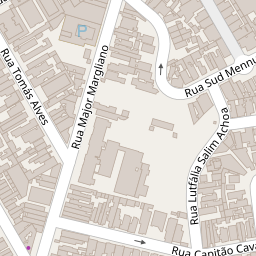 P
Rua Tomás Alves
Rua Major Margliano
Rua Sud Mennu
Rua Lutfália Salim Achoa
Rua Capitão Cava